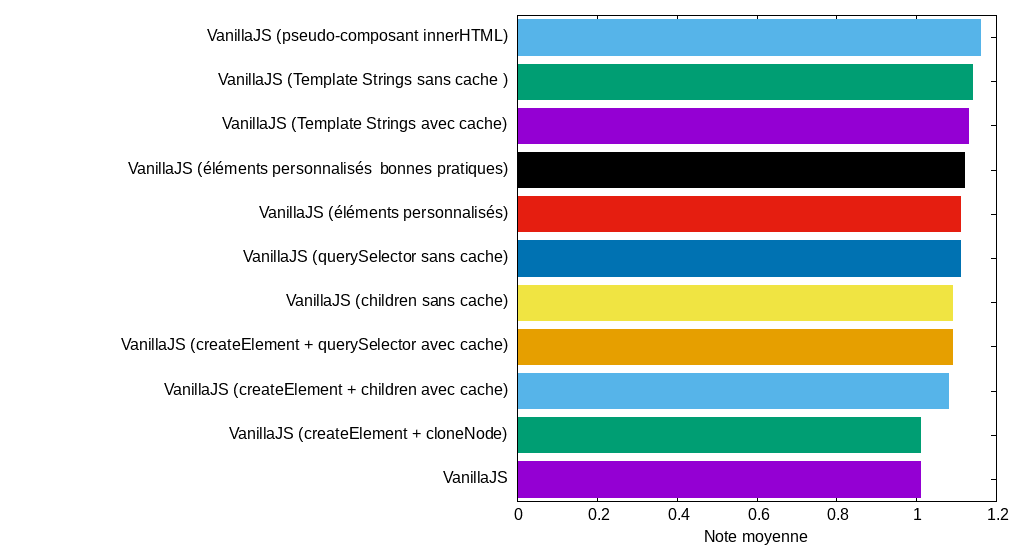 VanillaJS (pseudo-composant innerHTML)
VanillaJS (Template Strings sans cache )
VanillaJS (Template Strings avec cache)
VanillaJS (éléments personnalisés  bonnes pratiques)
VanillaJS (éléments personnalisés)
VanillaJS (querySelector sans cache)
VanillaJS (children sans cache)
VanillaJS (createElement + querySelector avec cache)
VanillaJS (createElement + children avec cache)
VanillaJS (createElement + cloneNode)
VanillaJS
0 0.2 0.4 0.6 0.8 1 1.2
Note moyenne